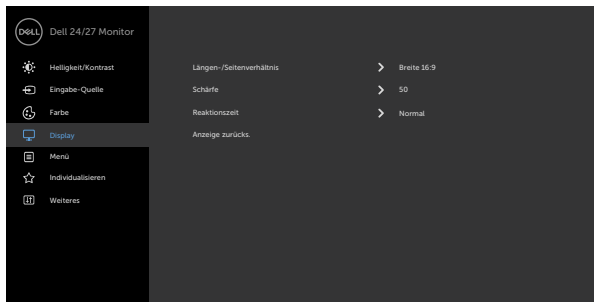 DELL
Dell 24/27 Monitor
Helligkeit/Kontrast
Eingabe-Quelle
Farbe
Display
Menü
Individualisieren
Weiteres
Längen-/Seitenverhältnis Breite 16:9
Schärfe 50
Reaktionszeit Normal
Anzeige zurücks.